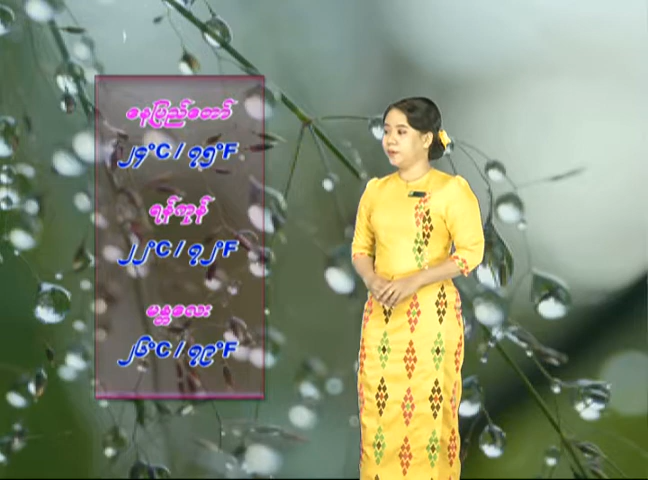 နေပြည်တော်
၂၄°C / ၇၅°F
ရန်ကုန်
၂၂°C / ၇၂°F
မန္တလေး
၂၆°C / ၇၉°F